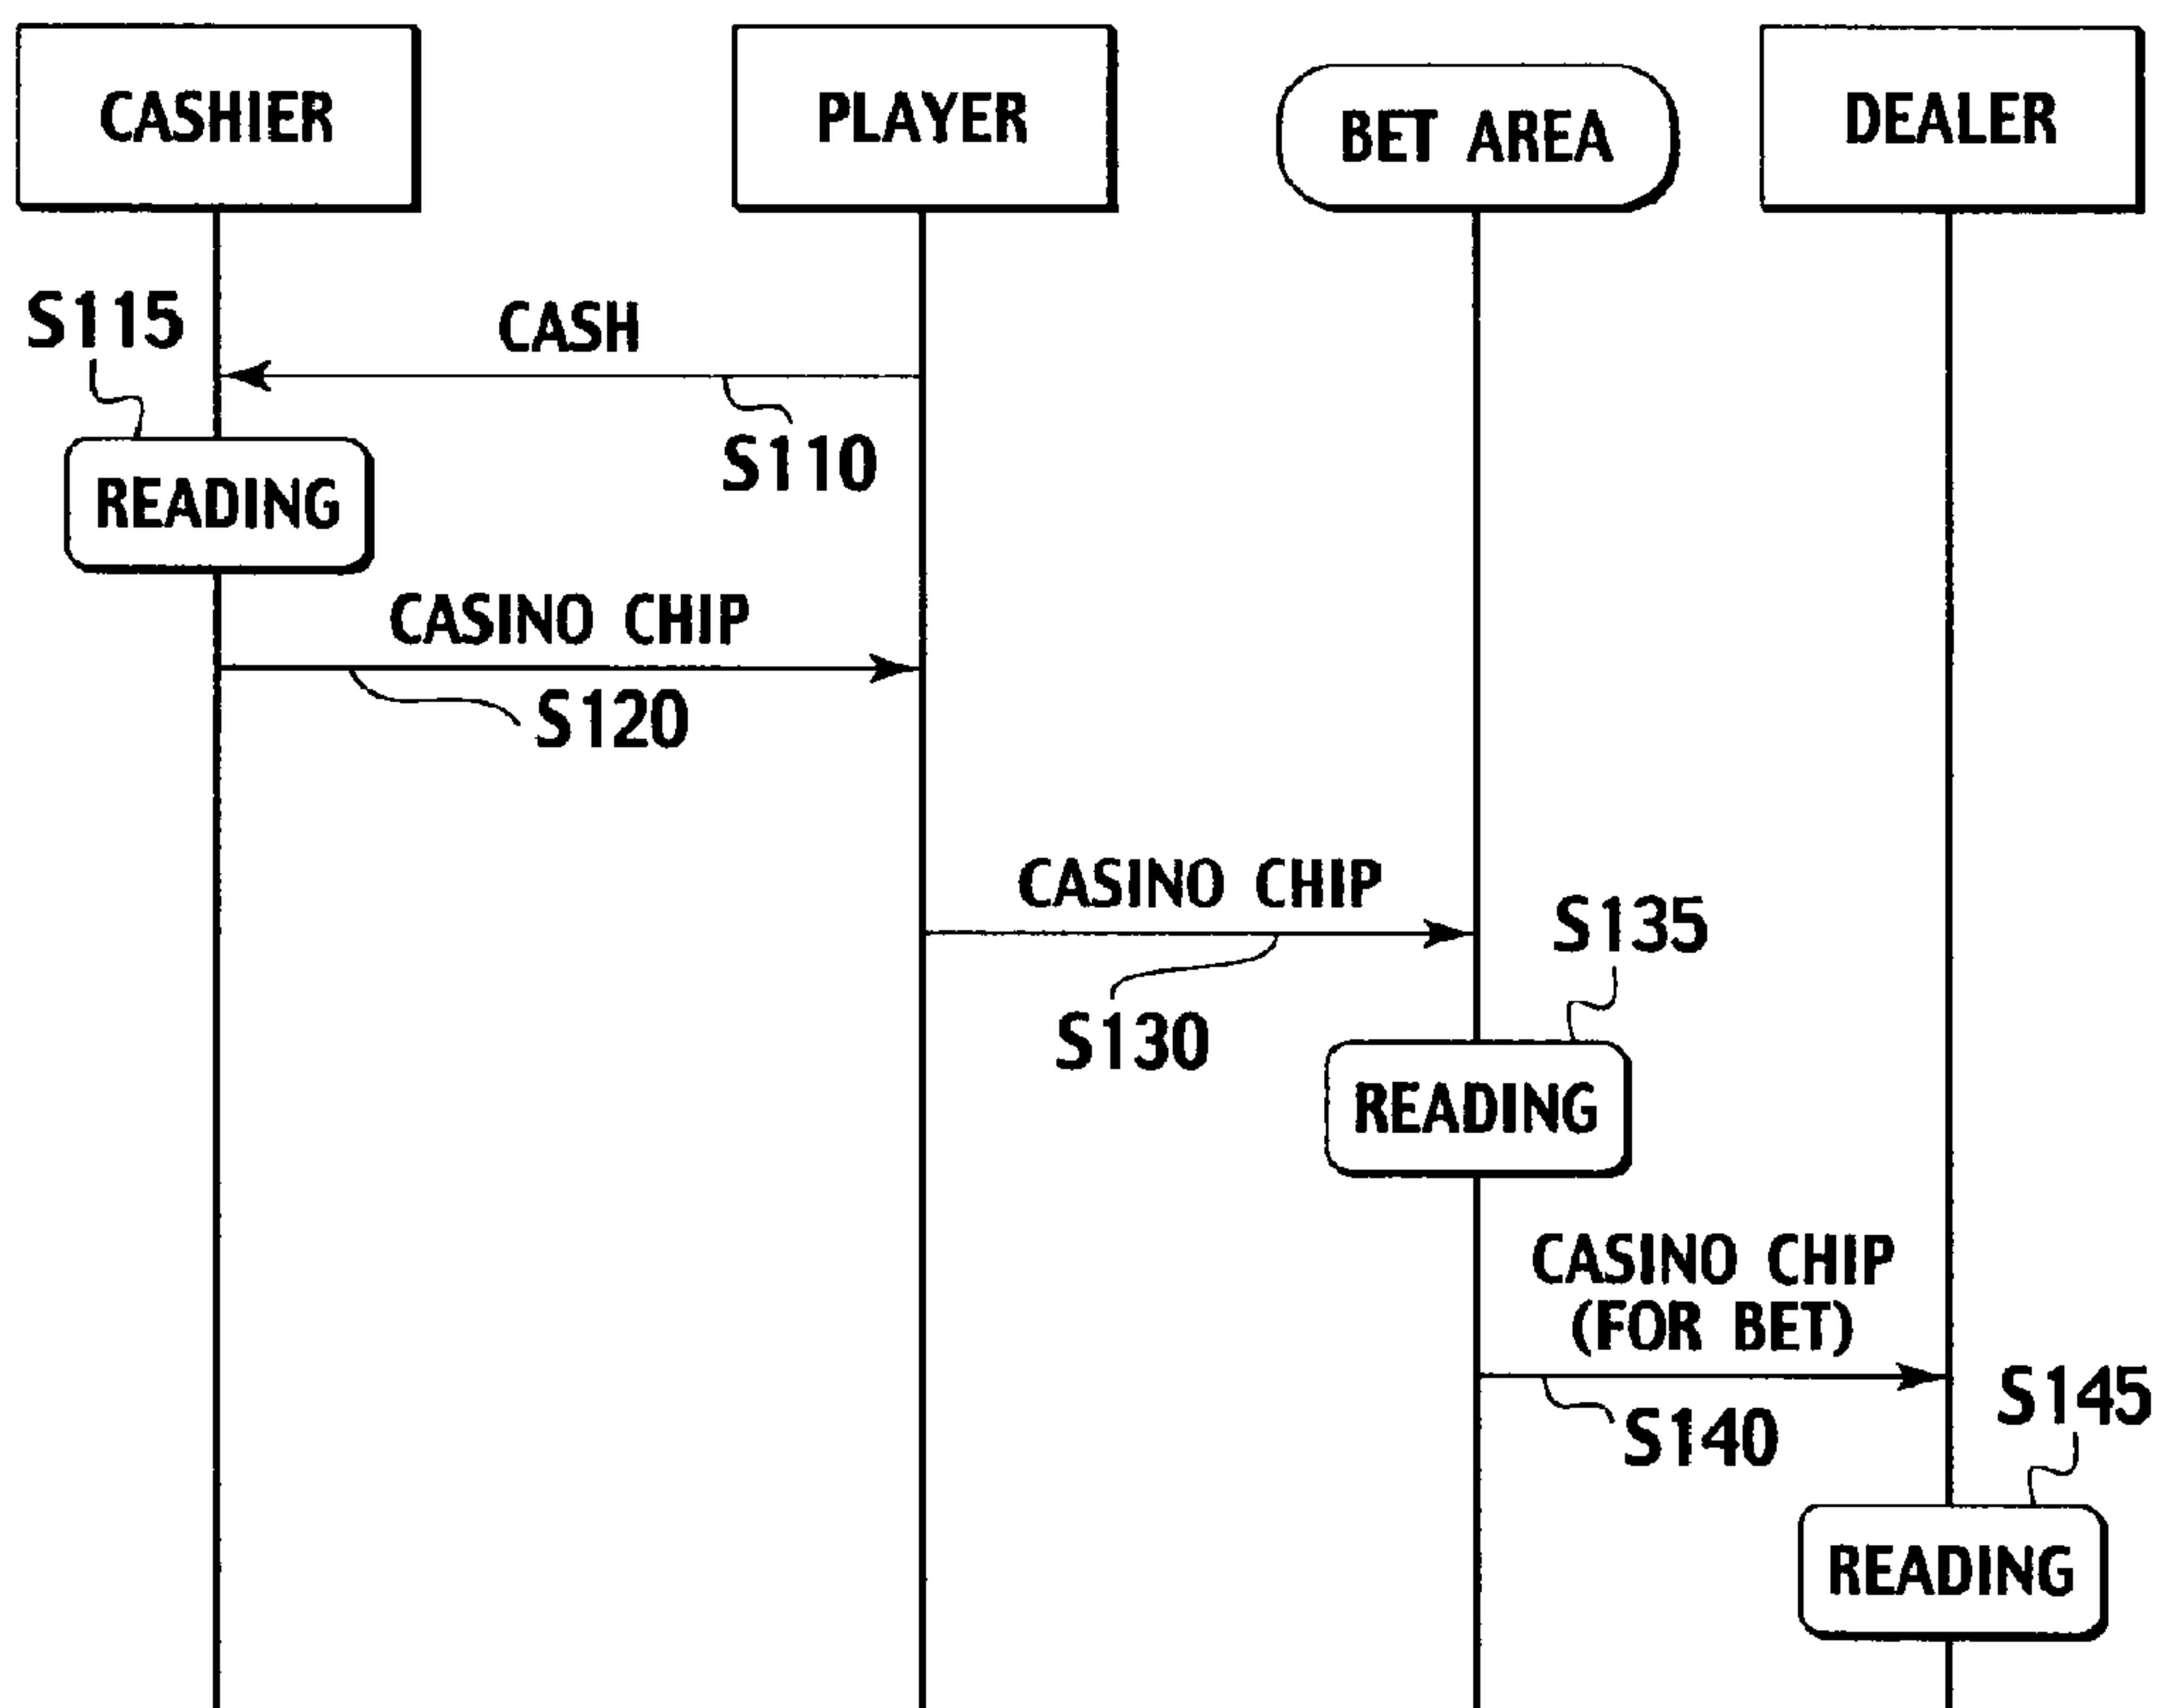 CASHIER
PLAYER
BET AREA
DEALER
S115
CASH
S110
READING
CASINO CHIP
S120
CASINO CHIP
S135
S130
READING
CASINO CHIP
(FOR BET)
S145
S140
READING